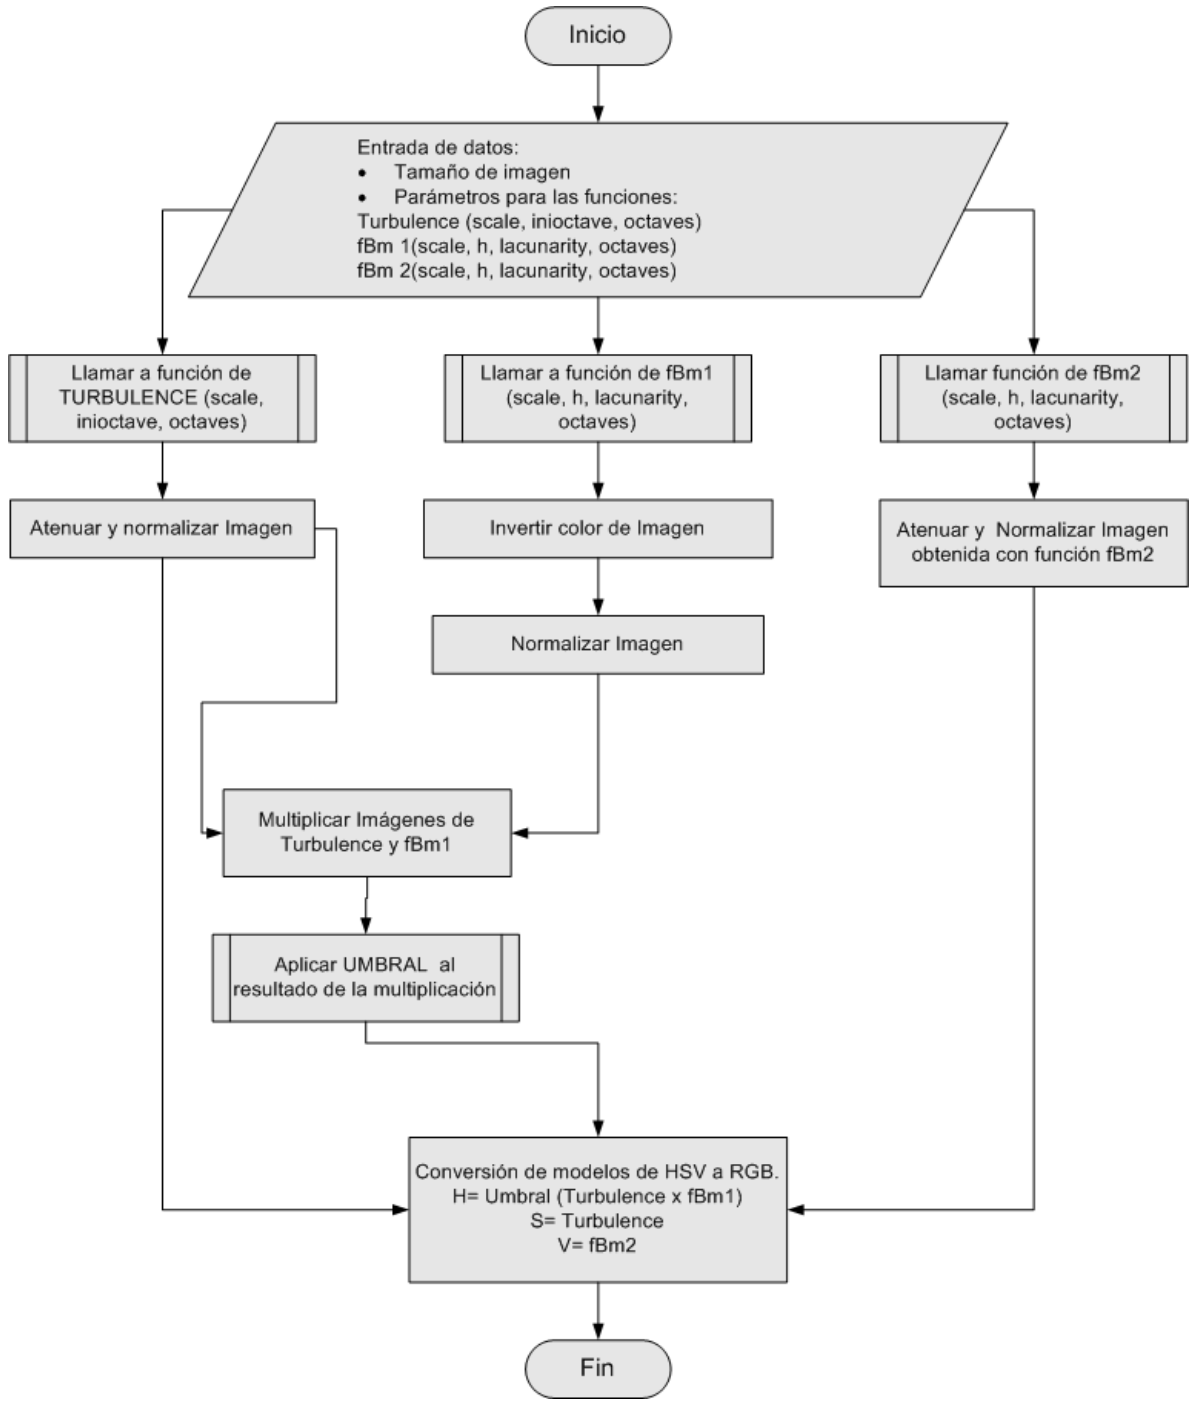 Inicio
Entrada de datos:
• Tamaño de imagen
• Parámetros para las funciones:
Turbulence (scale, inioctave, octaves)
fBm 1(scale, h, lacunarity, octaves)
fBm 2(scale, h, lacunarity, octaves)
Llamar a función de
TURBULENCE (scale,
inioctave, octaves)
Llamar a función de fBm1
(scale, h, lacunarity,
octaves)
Llamar función de fBm2
(scale, h, lacunarity,
octaves)
Atenuar y normalizar Imagen
Invertir color de Imagen
Atenuar y Normalizar Imagen
obtenida con función fBm2
Normalizar Imagen
Multiplicar Imágenes de
Turbulence y fBm1
Aplicar UMBRAL al
resultado de la multiplicación
Conversión de modelos de HSV a RGB.
H= Umbral (Turbulence x fBm1)
S= Turbulence
V= fBm2
Fin